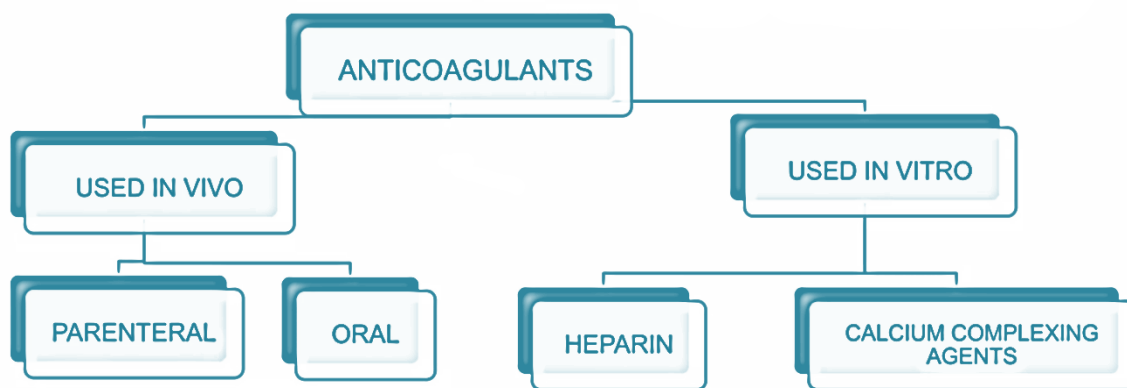 ANTICOAGULANTS
USED IN VIVO
USED IN VITRO
PARENTERAL
ORAL
HEPARIN
CALCIUM COMPLEXING
AGENTS